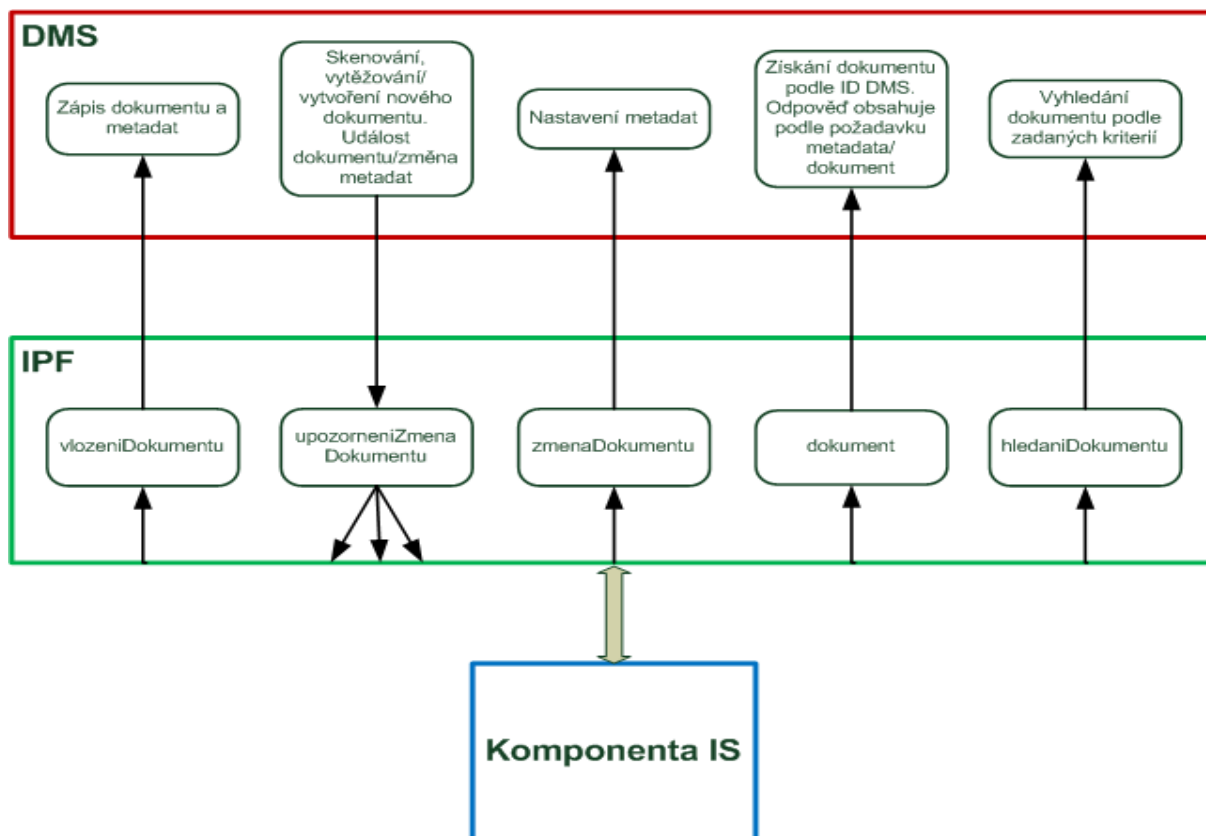 DMS
Zápis dokumentu a
metadat
Skenování,
vytěžování/
vytvoření nového
dokumentu.
Událost
dokumentu/změna
metadat
Nastavení metadat
Získání dokumentu
podle ID DMS.
Odpověď obsahuje
podle požadavku
metadata/
dokument
Vyhledání
dokumentu podle
zadaných kriterií
IPF
vlozeniDokumentu
upozorneniZmena
Dokumentu
zmenaDokumentu
dokument
hledaniDokumentu
Komponenta IS